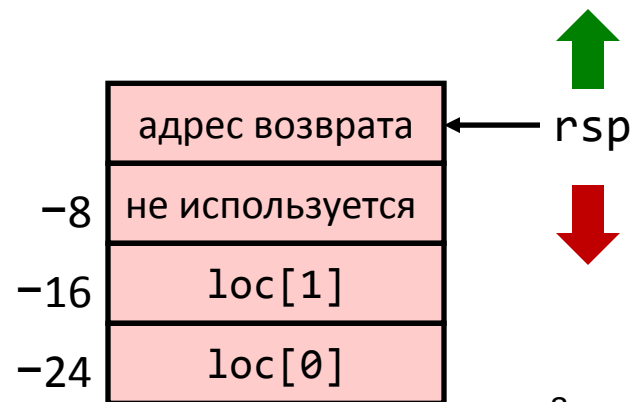 адрес возврата
rsp
−8
не используется
−16
loc[1]
−24
loc[0]